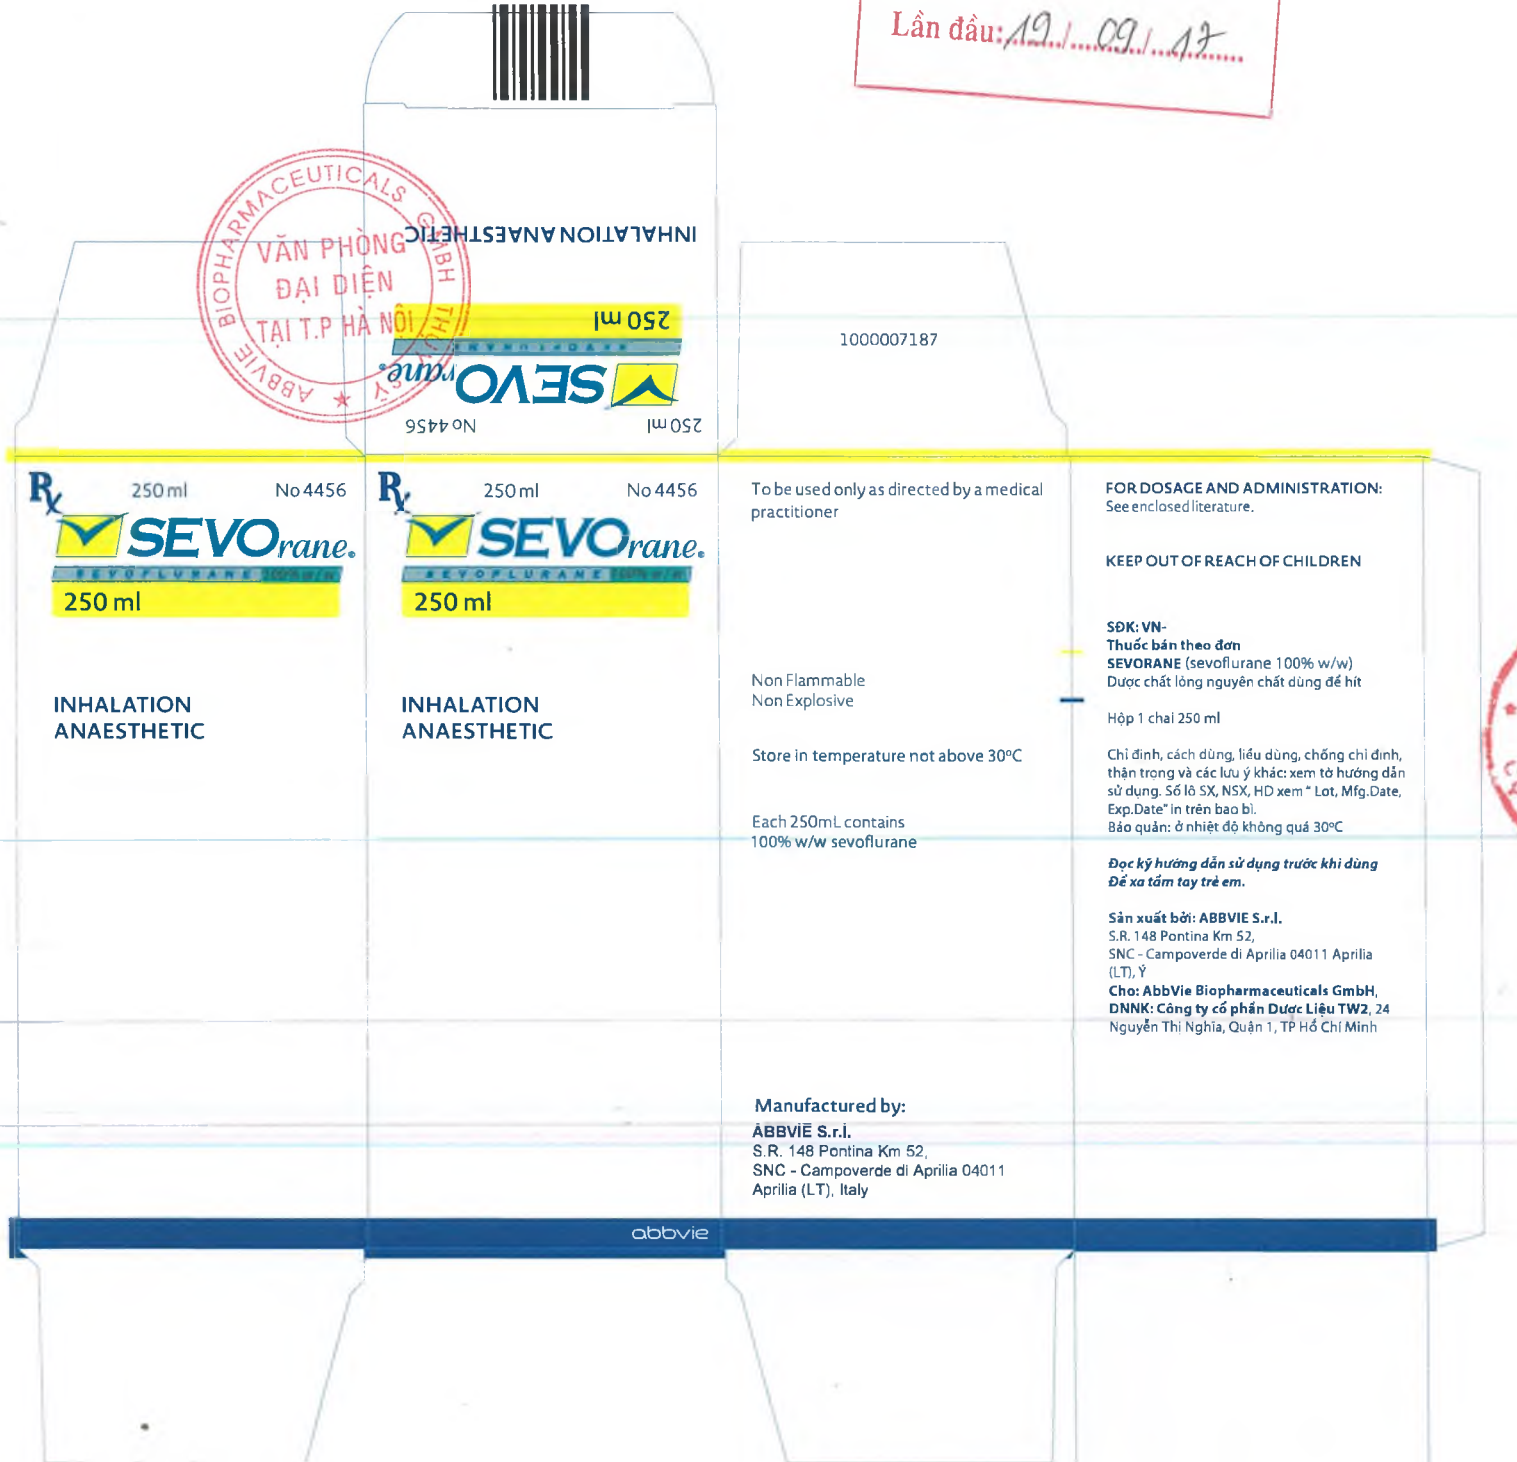 Lần đầu: 19 / 09 / 17
ABBVIE BIOPHARMACEUTICALS GMBH THỤY SỸ
VĂN PHÒNG
ĐẠI DIỆN
TẠI T.P HÀ NỘI
INHALATION ANAESTHETIC
250 ml
SEVOFLURANE
SEVOrane®
250 ml No 4456
1000007187
Rx 250 ml No 4456
SEVOrane®
SEVOFLURANE 100% w/w
250 ml
INHALATION
ANAESTHETIC
Rx 250 ml No 4456
SEVOrane®
SEVOFLURANE 100% w/w
250 ml
INHALATION
ANAESTHETIC
To be used only as directed by a medical
practitioner
Non Flammable
Non Explosive
Store in temperature not above 30°C
Each 250mL contains
100% w/w sevoflurane
Manufactured by:
ABBVIE S.r.l.
S.R. 148 Pontina Km 52,
SNC - Campoverde di Aprilia 04011
Aprilia (LT), Italy
abbvie
FOR DOSAGE AND ADMINISTRATION:
See enclosed literature.
KEEP OUT OF REACH OF CHILDREN
SĐK: VN-
Thuốc bán theo đơn
SEVORANE (sevoflurane 100% w/w)
Dược chất lỏng nguyên chất dùng để hít
Hộp 1 chai 250 ml
Chỉ định, cách dùng, liều dùng, chống chỉ định,
thận trọng và các lưu ý khác: xem tờ hướng dẫn
sử dụng. Số lô SX, NSX, HD xem “ Lot, Mfg.Date,
Exp.Date” in trên bao bì.
Bảo quản: ở nhiệt độ không quá 30°C
Đọc kỹ hướng dẫn sử dụng trước khi dùng
Để xa tầm tay trẻ em.
Sản xuất bởi: ABBVIE S.r.l.
S.R. 148 Pontina Km 52,
SNC - Campoverde di Aprilia 04011 Aprilia
(LT), Ý
Cho: AbbVie Biopharmaceuticals GmbH,
DNNK: Công ty cổ phần Dược Liệu TW2, 24
Nguyễn Thị Nghĩa, Quận 1, TP Hồ Chí Minh